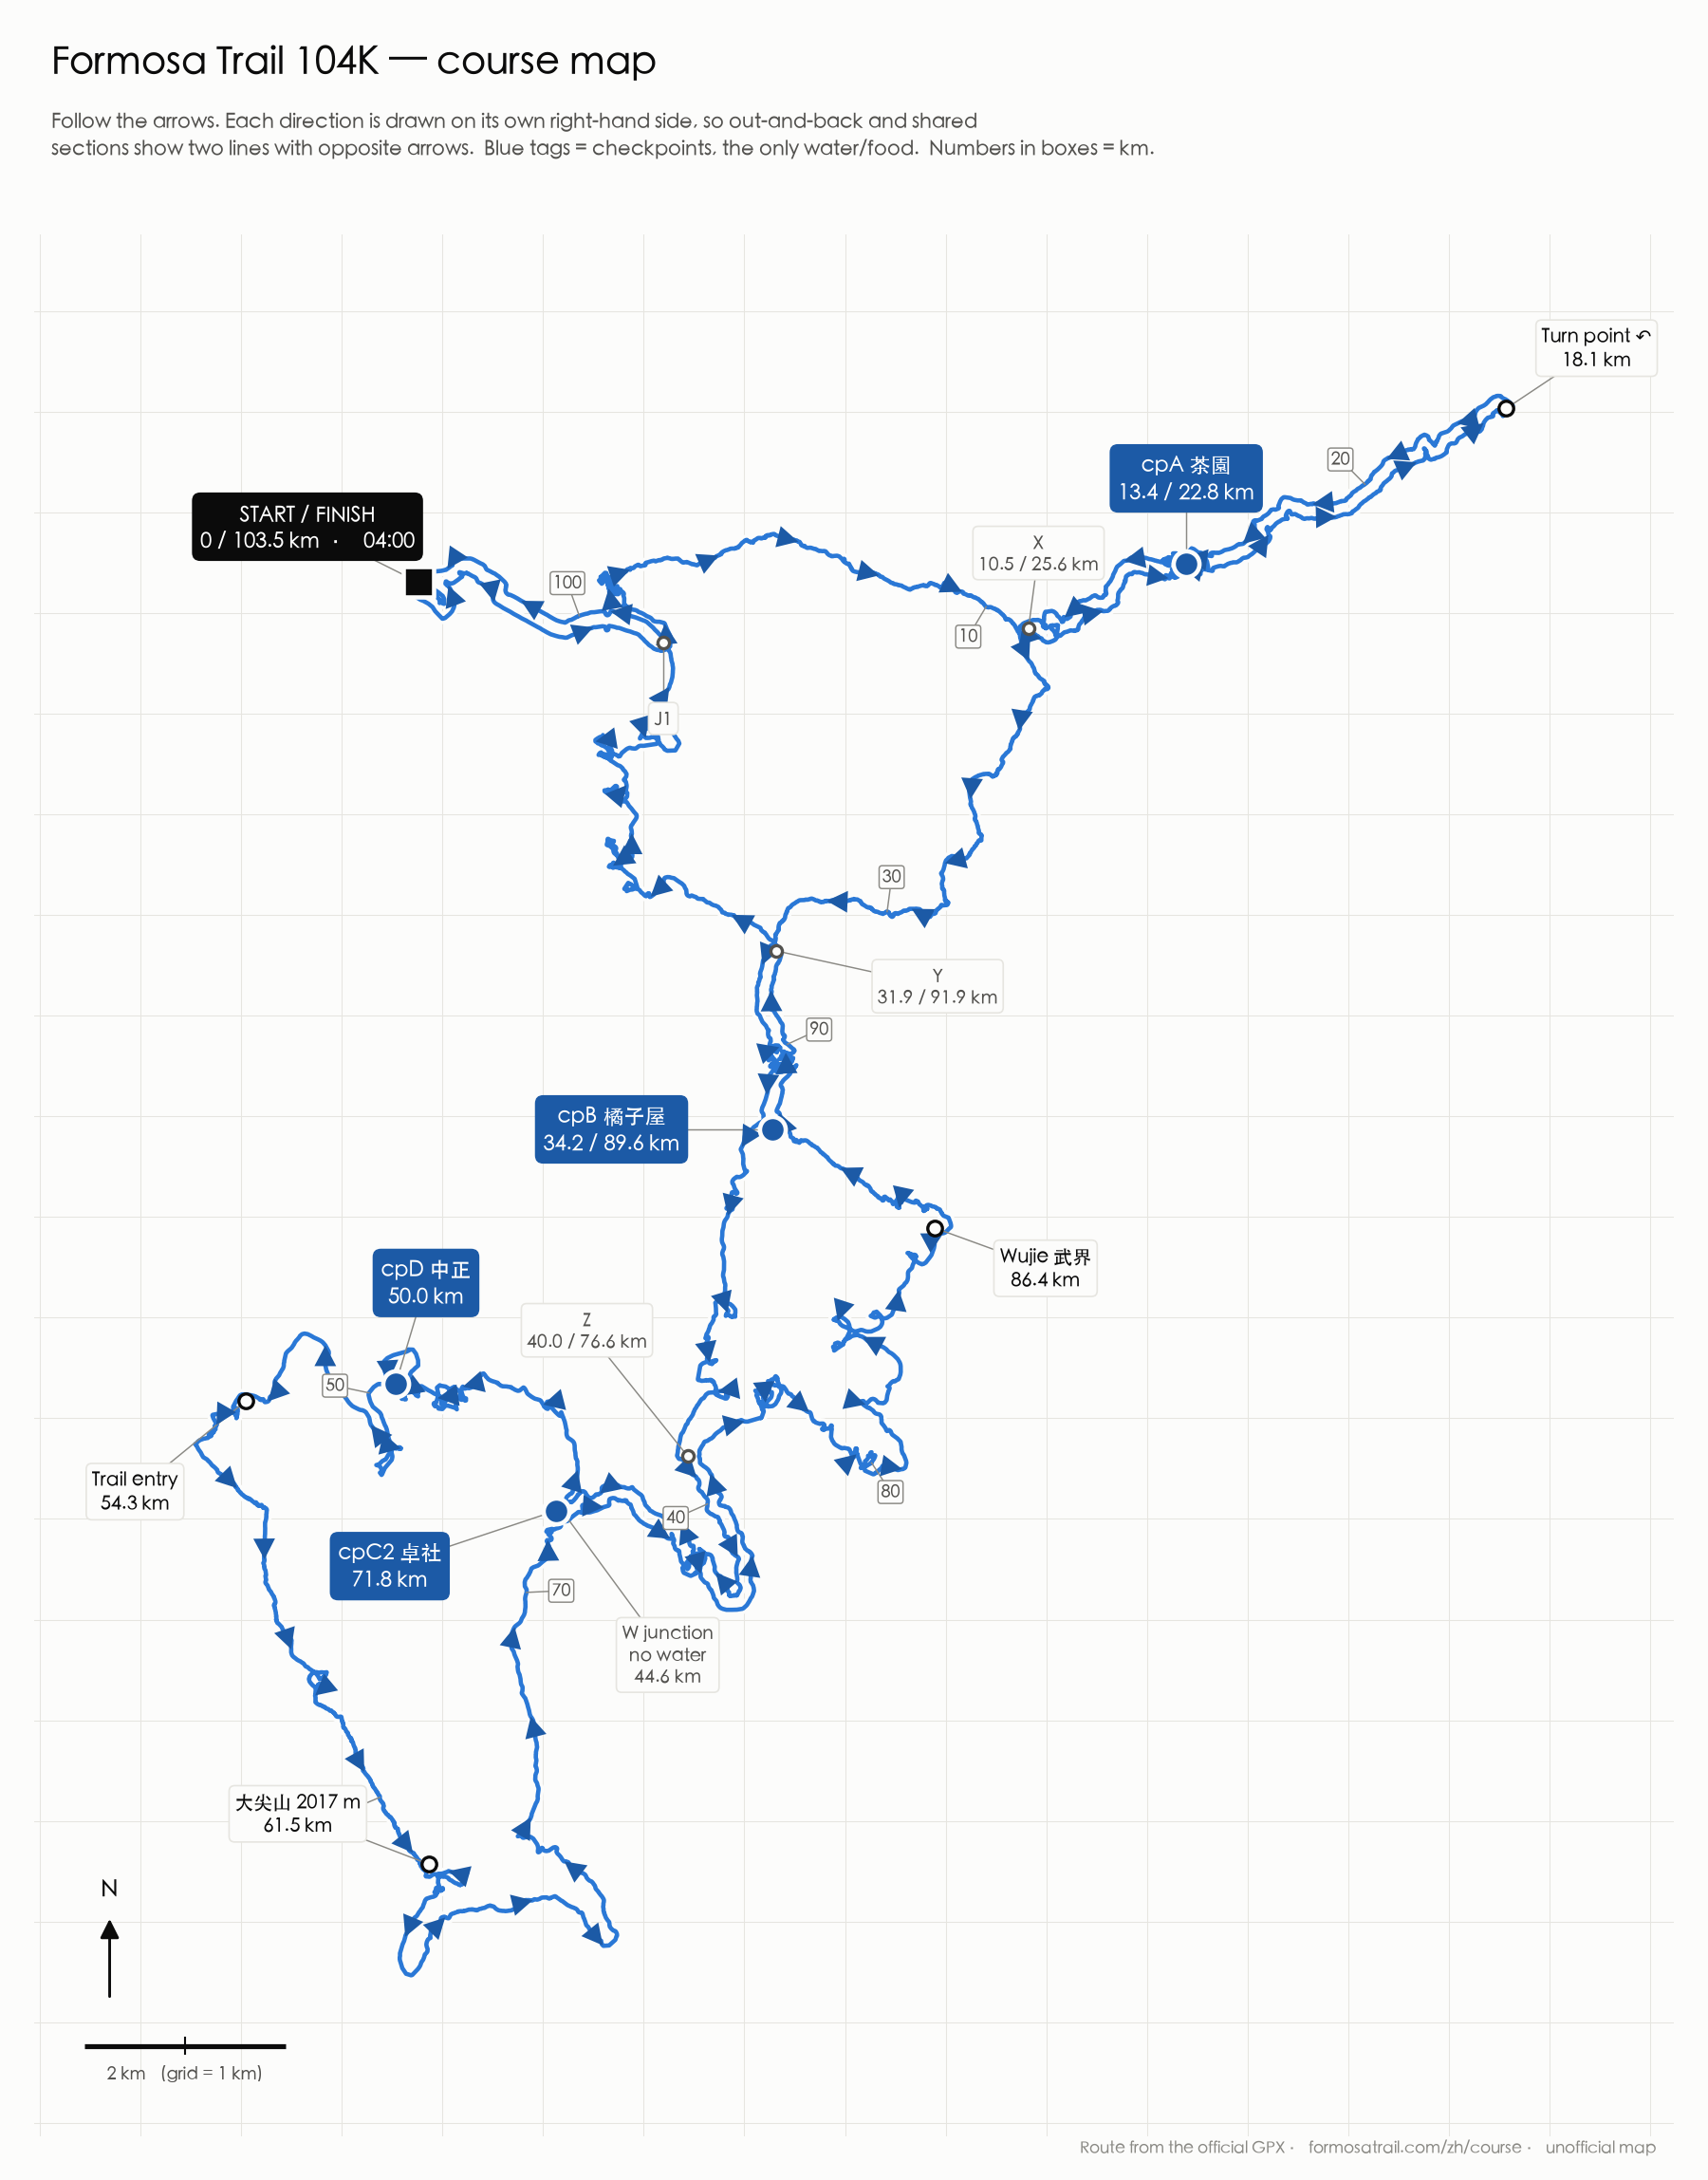 Formosa Trail 104K — course map
Follow the arrows. Each direction is drawn on its own right-hand side, so out-and-back and shared
sections show two lines with opposite arrows. Blue tags = checkpoints, the only water/food. Numbers in boxes = km.
Turn point ↶
18.1 km
20
cpA 茶園
13.4 / 22.8 km
START / FINISH
0 / 103.5 km · 04:00
X
10.5 / 25.6 km
100
10
J1
30
Y
31.9 / 91.9 km
90
cpB 橘子屋
34.2 / 89.6 km
Wujie 武界
86.4 km
cpD 中正
50.0 km
Z
40.0 / 76.6 km
50
Trail entry
54.3 km
80
40
cpC2 卓社
71.8 km
70
W junction
no water
44.6 km
大尖山 2017 m
61.5 km
N
2 km (grid = 1 km)
Route from the official GPX · formosatrail.com/zh/course · unofficial map